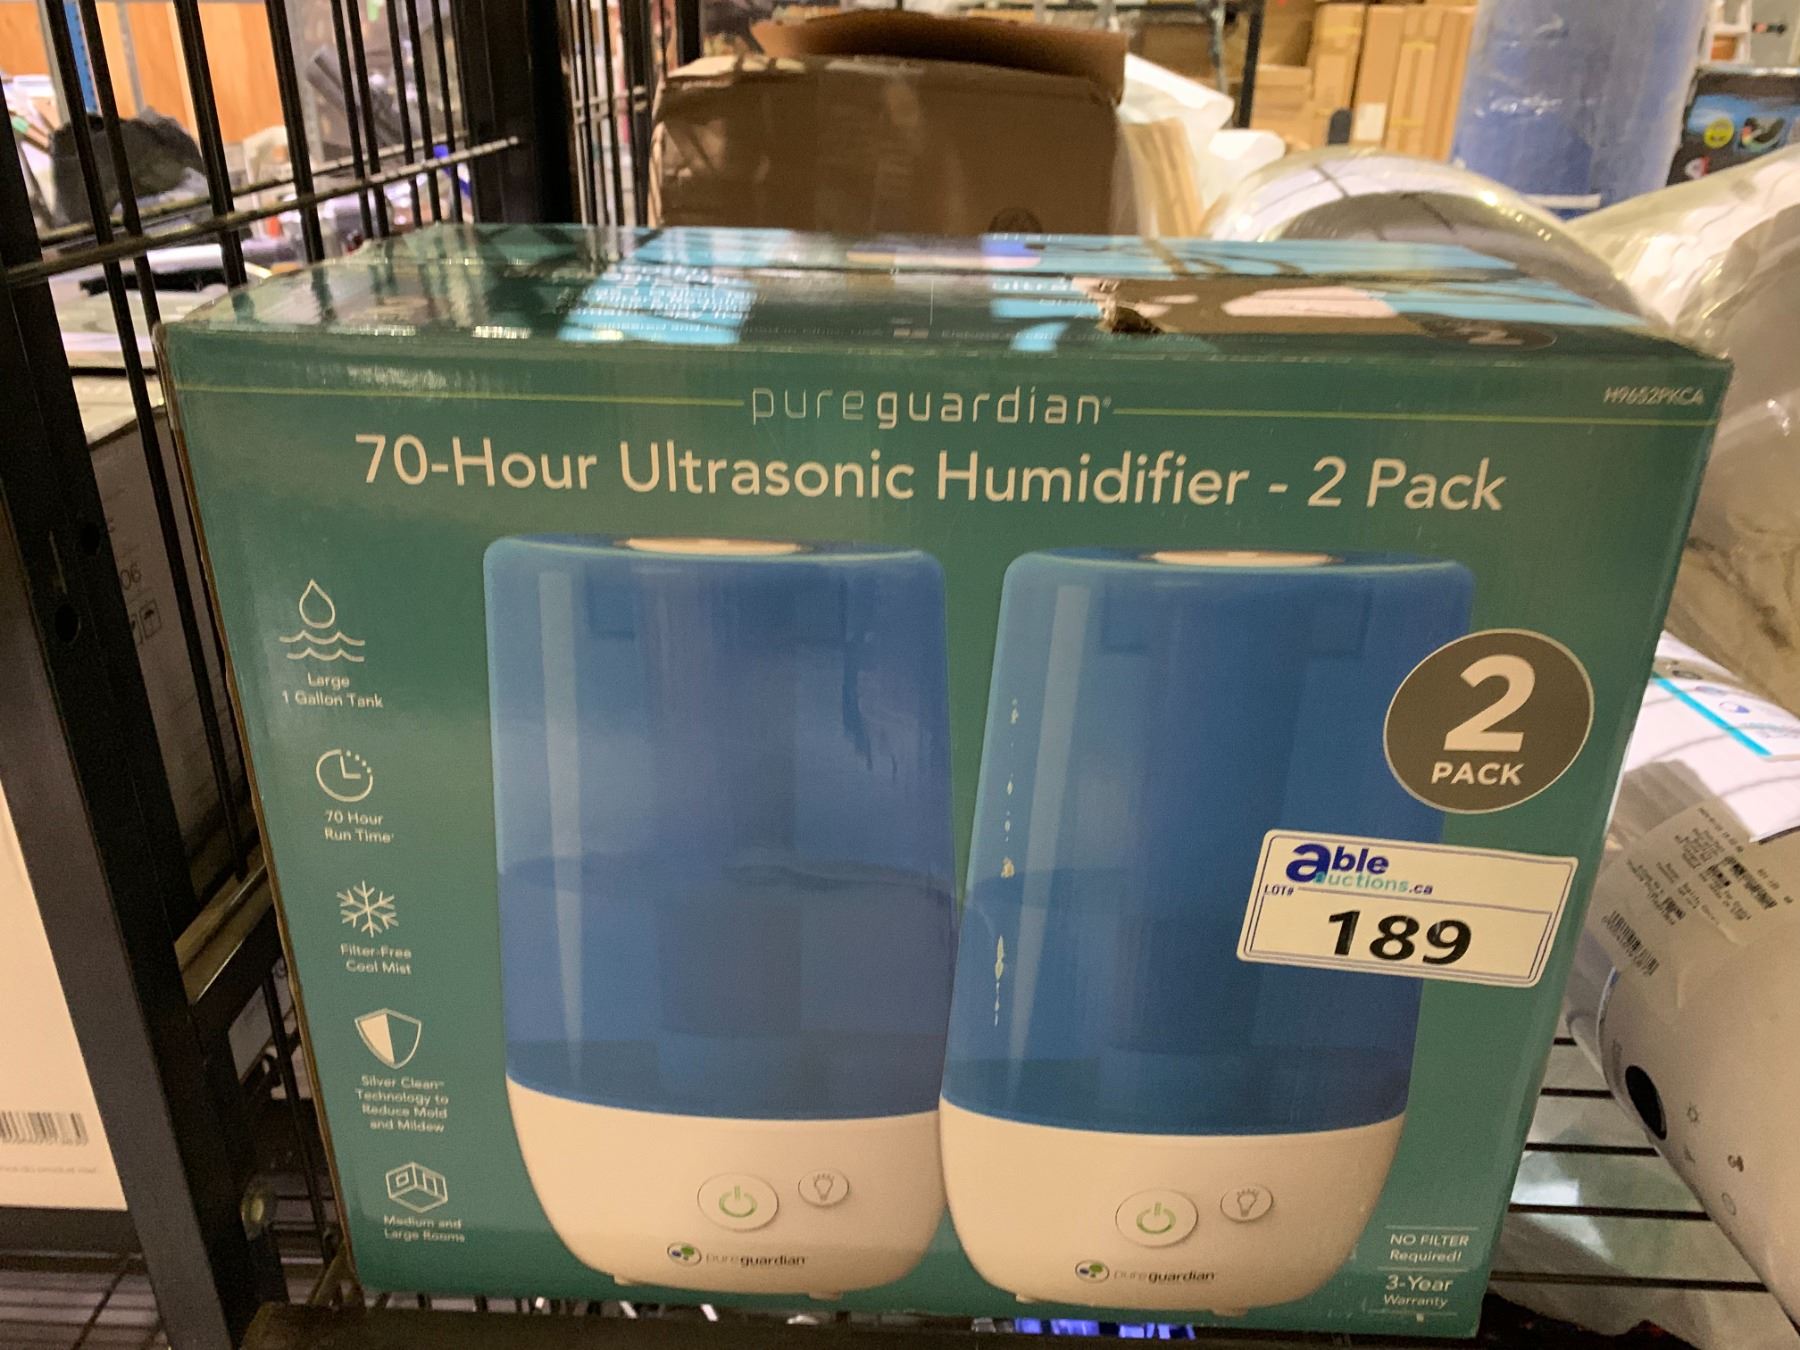 pureguardian
H9652PKCA
70-Hour Ultrasonic Humidifier - 2 Pack
Large
1 Gallon Tank
70 Hour
Run Time
Filter-Free
Cool Mist
Silver Clean™
Technology to
Reduce Mold
and Mildew
Medium and
Large Rooms
2
PACK
able
auctions.ca
LOT#
189
pureguardian
pureguardian
NO FILTER
Required!
3-Year
Warranty